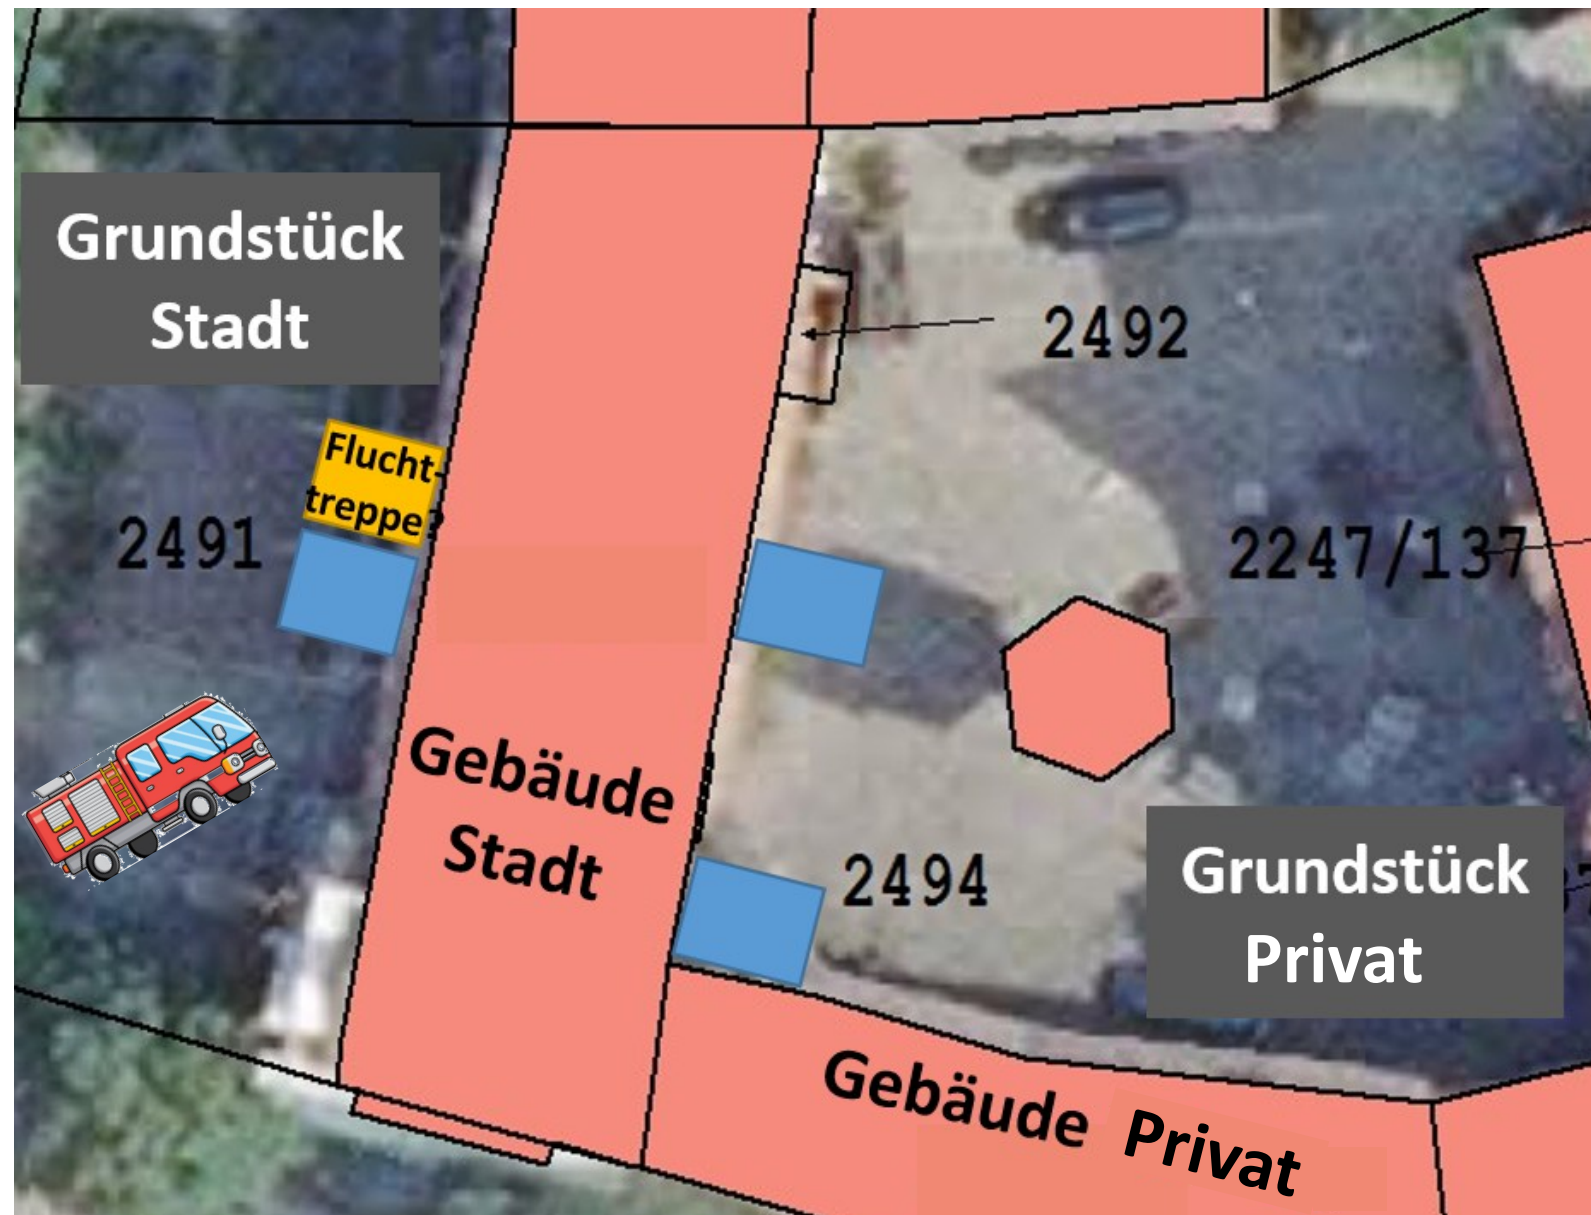 Grundstück
Stadt
2492
Flucht-
treppe?
2491
2247/137
Gebäude
Stadt
2494
Grundstück
Privat
Gebäude Privat